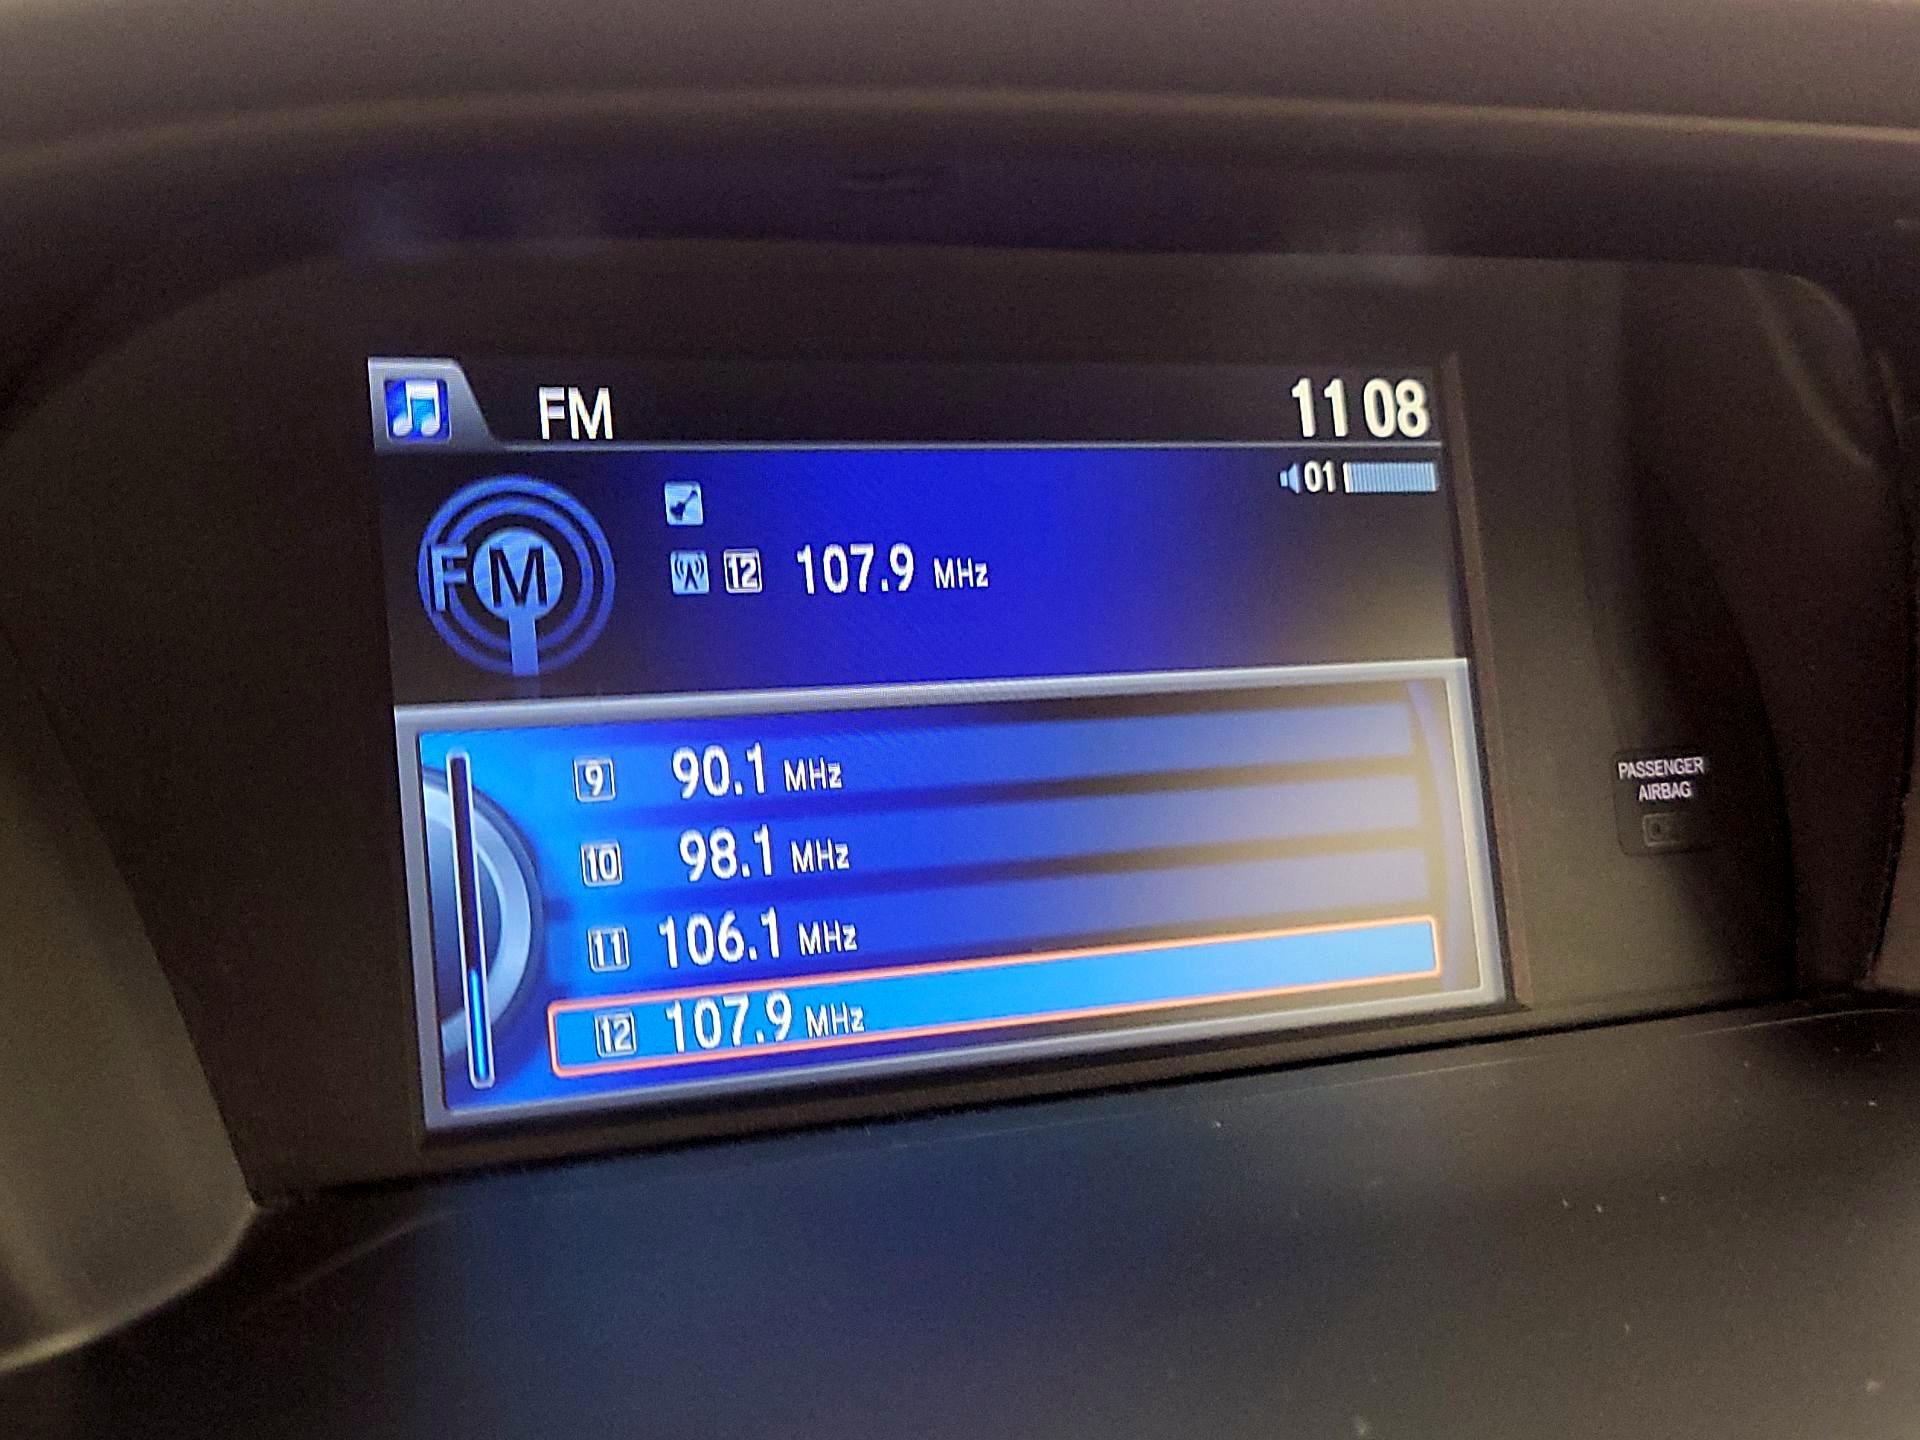 FM 11 08
01
FM
12 107.9 MHz
9 90.1 MHz
10 98.1 MHz
11 106.1 MHz
12 107.9 MHz
PASSENGER
AIRBAG